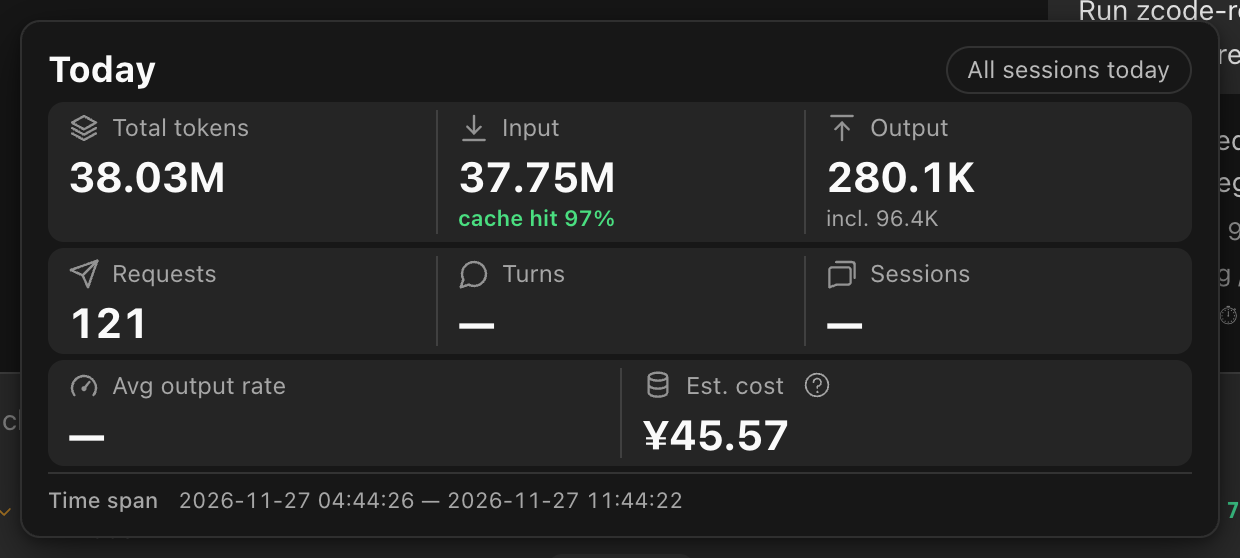 Run zcode-r
Today
All sessions today
Total tokens
38.03M
Input
37.75M
cache hit 97%
Output
280.1K
incl. 96.4K
Requests
121
Turns
—
Sessions
—
Avg output rate
—
Est. cost
¥45.57
Time span 2026-11-27 04:44:26 — 2026-11-27 11:44:22